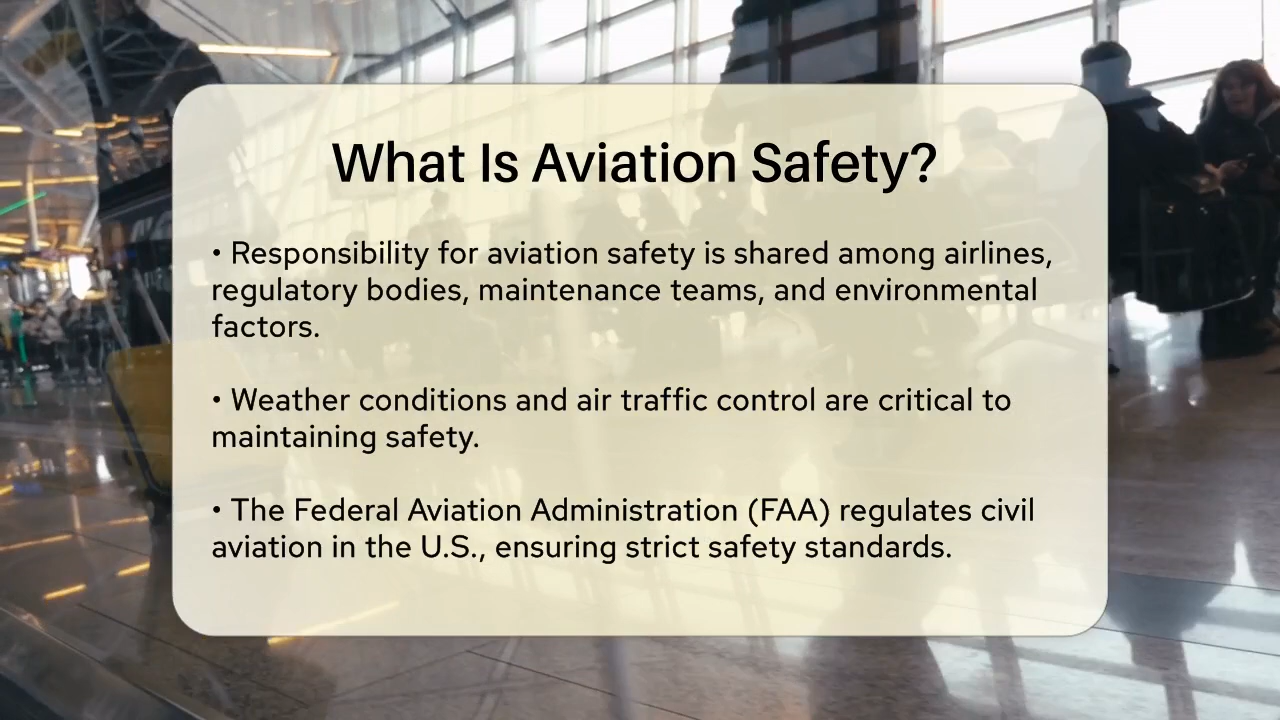 What Is Aviation Safety?
• Responsibility for aviation safety is shared among airlines,
regulatory bodies, maintenance teams, and environmental
factors.
• Weather conditions and air traffic control are critical to
maintaining safety.
• The Federal Aviation Administration (FAA) regulates civil
aviation in the U.S., ensuring strict safety standards.